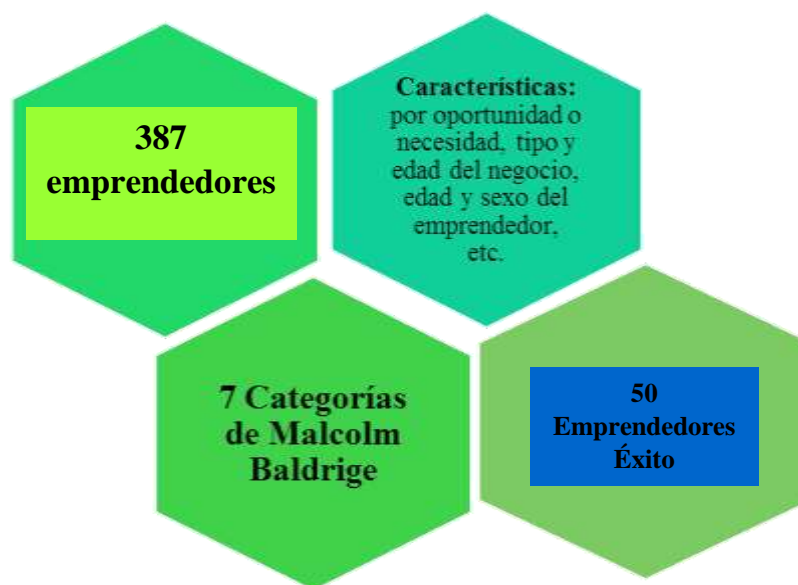 387
emprendedores
Características:
por oportunidad o
necesidad, tipo y
edad del negocio,
edad y sexo del
emprendedor,
etc.
7 Categorías
de Malcolm
Baldrige
50
Emprendedores
Éxito